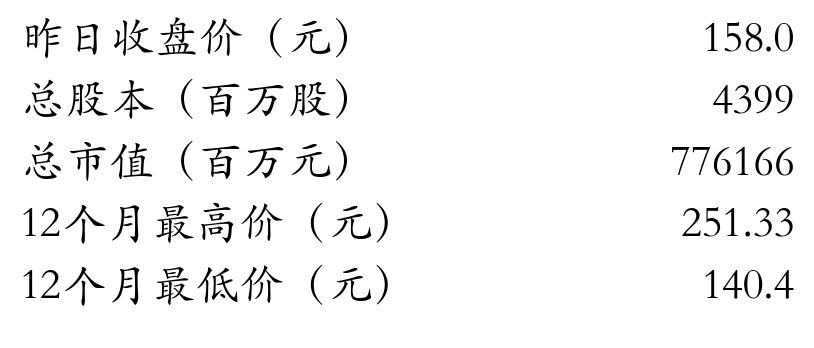 昨日收盘价（元） 158.0
总股本（百万股） 4399
总市值（百万元） 776166
12个月最高价（元） 251.33
12个月最低价（元） 140.4